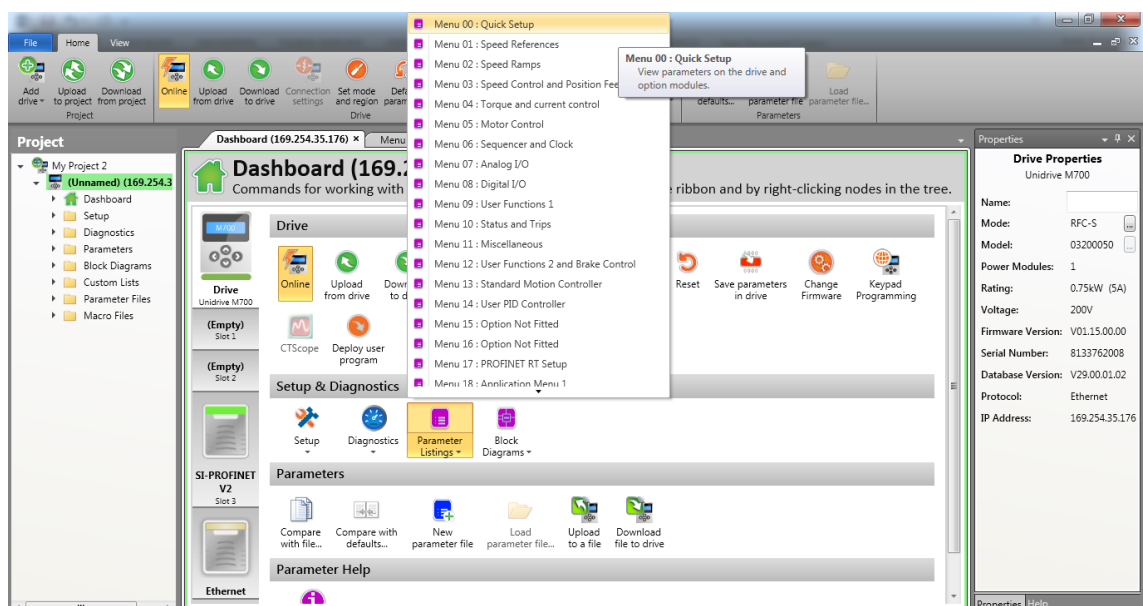 File Home View
Add drive
Upload to project
Download from project
Project
Online
Upload from drive
Download to drive
Connection settings
Set mode and region
Drive
defaults...
parameter file
Load parameter file...
Parameters
Menu 00 : Quick Setup
Menu 01 : Speed References
Menu 02 : Speed Ramps
Menu 03 : Speed Control and Position Fee
Menu 04 : Torque and current control
Menu 05 : Motor Control
Menu 06 : Sequencer and Clock
Menu 07 : Analog I/O
Menu 08 : Digital I/O
Menu 09 : User Functions 1
Menu 10 : Status and Trips
Menu 11 : Miscellaneous
Menu 12 : User Functions 2 and Brake Control
Menu 13 : Standard Motion Controller
Menu 14 : User PID Controller
Menu 15 : Option Not Fitted
Menu 16 : Option Not Fitted
Menu 17 : PROFINET RT Setup
Menu 18 : Application Menu 1
Menu 00 : Quick Setup
View parameters on the drive and
option modules.
Project
My Project 2
(Unnamed) (169.254.3
Dashboard
Setup
Diagnostics
Parameters
Block Diagrams
Custom Lists
Parameter Files
Macro Files
Dashboard (169.254.35.176) × Menu
Dashboard (169.2
Commands for working with
ribbon and by right-clicking nodes in the tree.
M700
Drive
Unidrive M700
(Empty)
Slot 1
(Empty)
Slot 2
SI-PROFINET
V2
Slot 3
Ethernet
Drive
Online
Upload from drive
Reset
Save parameters in drive
Change Firmware
Keypad Programming
CTScope
Deploy user program
Setup & Diagnostics
Setup
Diagnostics
Parameter Listings
Block Diagrams
Parameters
Compare with file...
Compare with defaults...
New parameter file
Load parameter file...
Upload to a file
Download file to drive
Parameter Help
Properties
Drive Properties
Unidrive M700
Name:
Mode: RFC-S
Model: 03200050
Power Modules: 1
Rating: 0.75kW (5A)
Voltage: 200V
Firmware Version: V01.15.00.00
Serial Number: 8133762008
Database Version: V29.00.01.02
Protocol: Ethernet
IP Address: 169.254.35.176
Properties Help